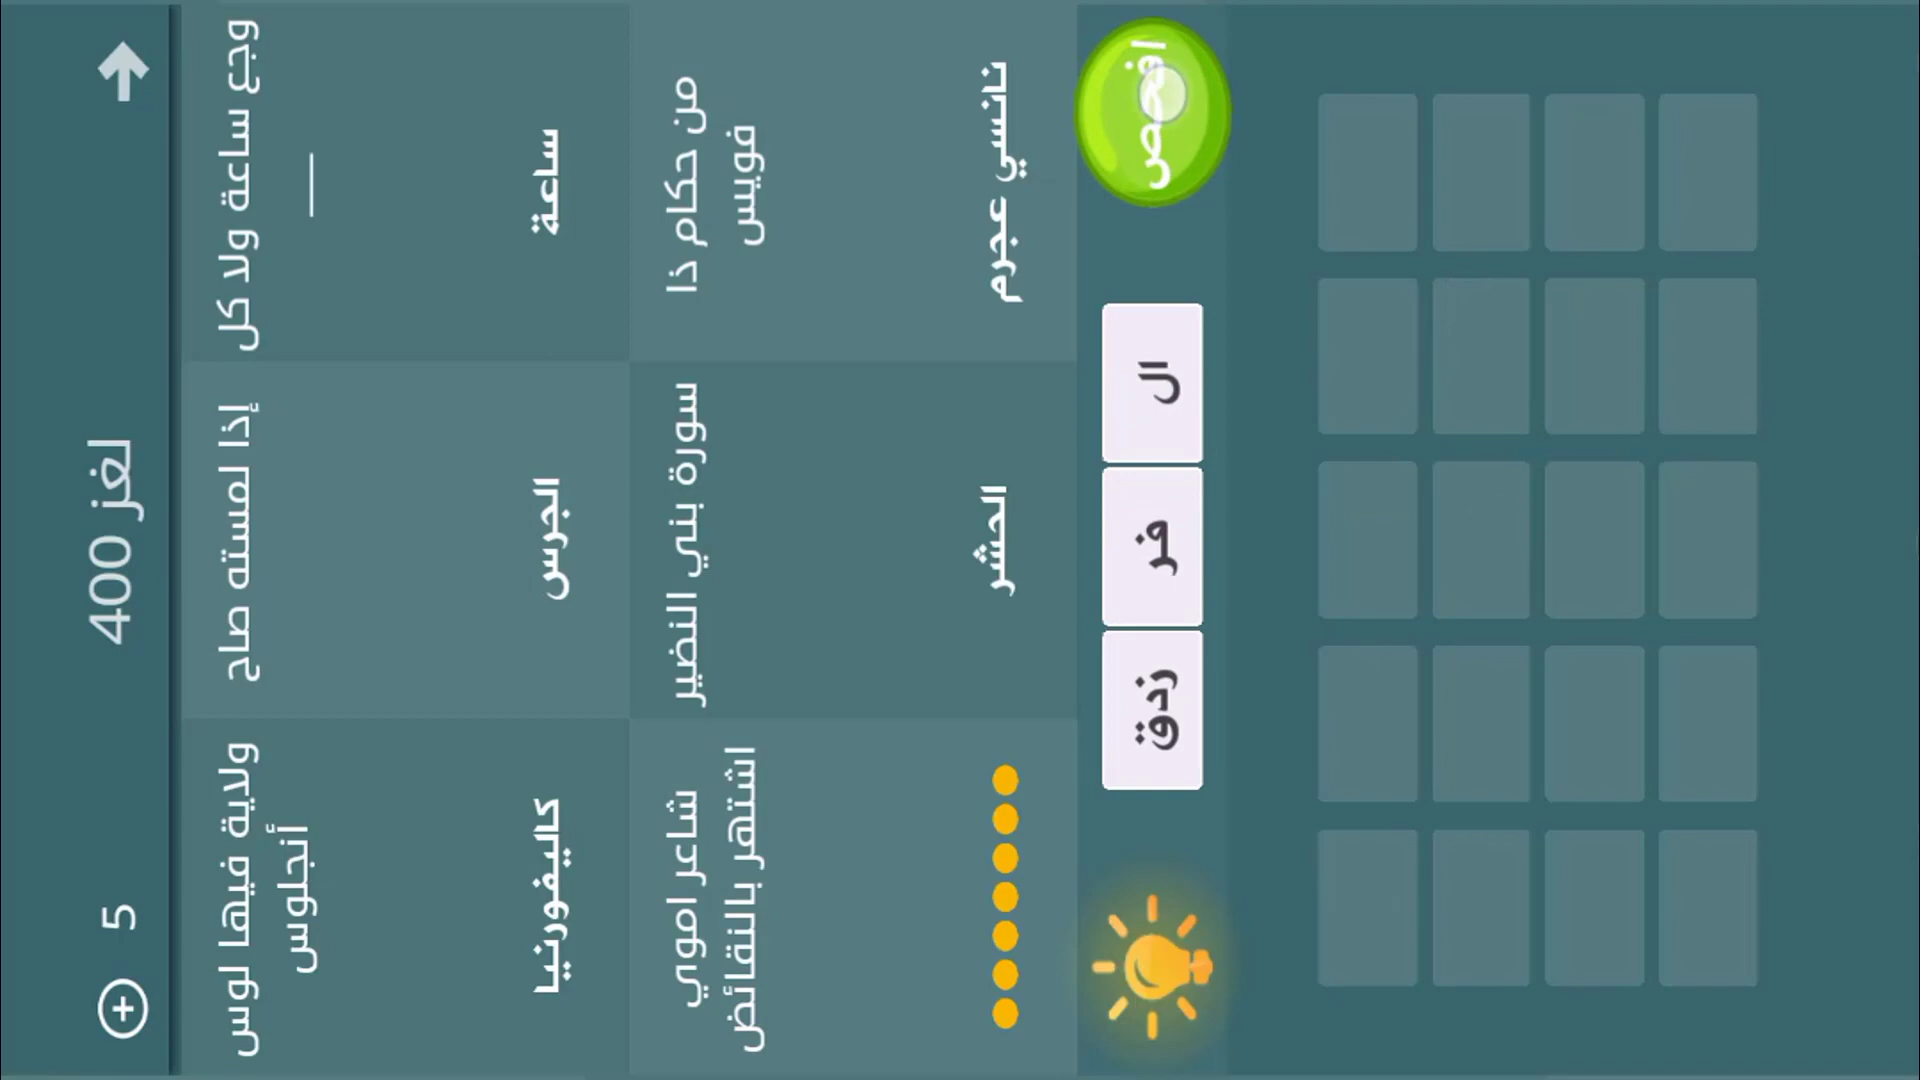 لغز 400
5
وجع ساعة ولا كل ____
ساعة
إذا لمسته صاح
الجرس
ولاية فيها لوس
أنجلوس
كاليفورنيا
من حكام ذا
فويس
نانسي عجرم
سورة بني النضير
الحشر
شاعر اموي
اشتهر بالنقائض
افحص
ال
فر
زدق